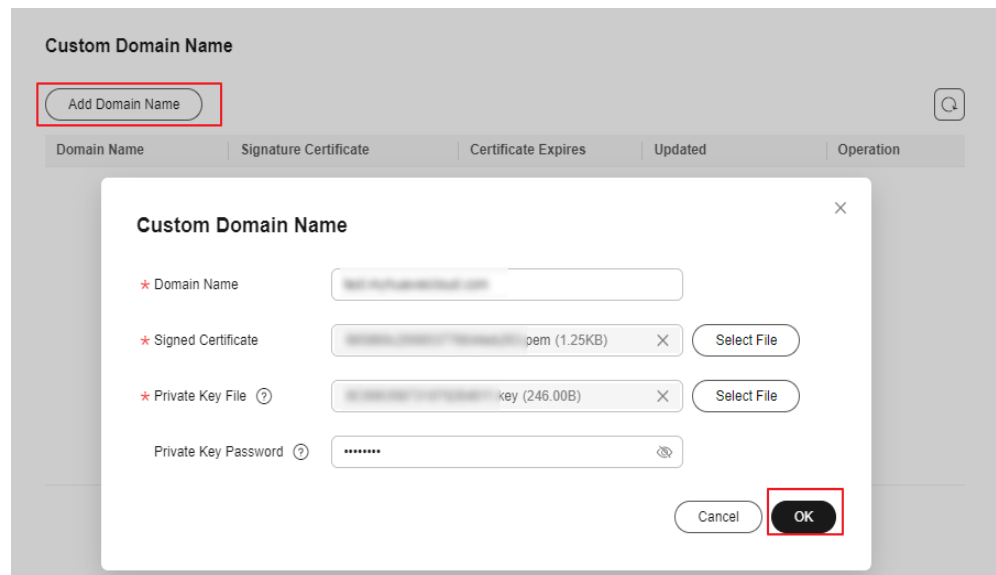 Custom Domain Name
Add Domain Name
Domain Name Signature Certificate Certificate Expires Updated Operation
Custom Domain Name
* Domain Name
* Signed Certificate pem (1.25KB) Select File
* Private Key File ? key (246.00B) Select File
Private Key Password ? ••••••••
Cancel OK